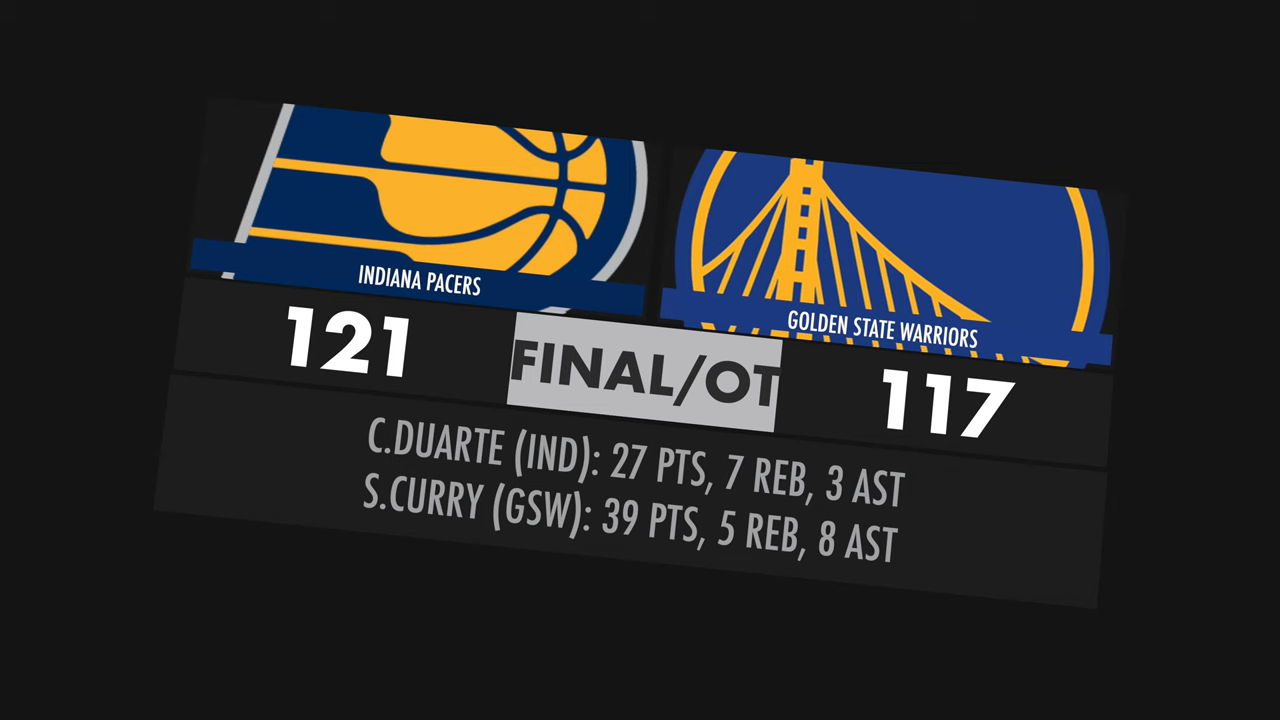 INDIANA PACERS
GOLDEN STATE WARRIORS
121
FINAL/OT
117
C.DUARTE (IND): 27 PTS, 7 REB, 3 AST
S.CURRY (GSW): 39 PTS, 5 REB, 8 AST